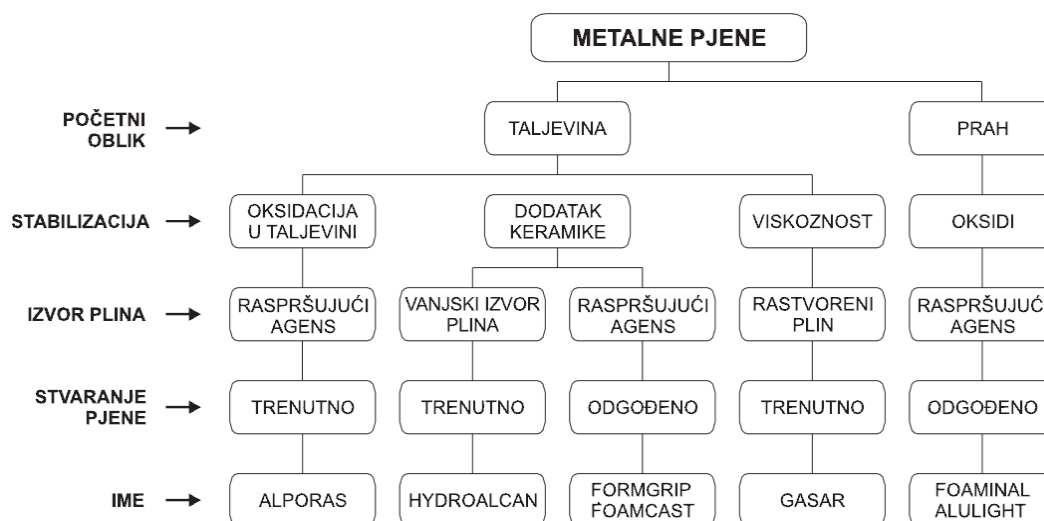 METALNE PJENE
POČETNI
OBLIK
TALJEVINA
PRAH
STABILIZACIJA
OKSIDACIJA
U TALJEVINI
DODATAK
KERAMIKE
VISKOZNOST
OKSIDI
IZVOR PLINA
RASPRŠUJUĆI
AGENS
VANJSKI IZVOR
PLINA
RASPRŠUJUĆI
AGENS
RASTVORENI
PLIN
RASPRŠUJUĆI
AGENS
STVARANJE
PJENE
TRENUTNO
TRENUTNO
ODGOĐENO
TRENUTNO
ODGOĐENO
IME
ALPORAS
HYDROALCAN
FORMGRIP
FOAMCAST
GASAR
FOAMINAL
ALULIGHT